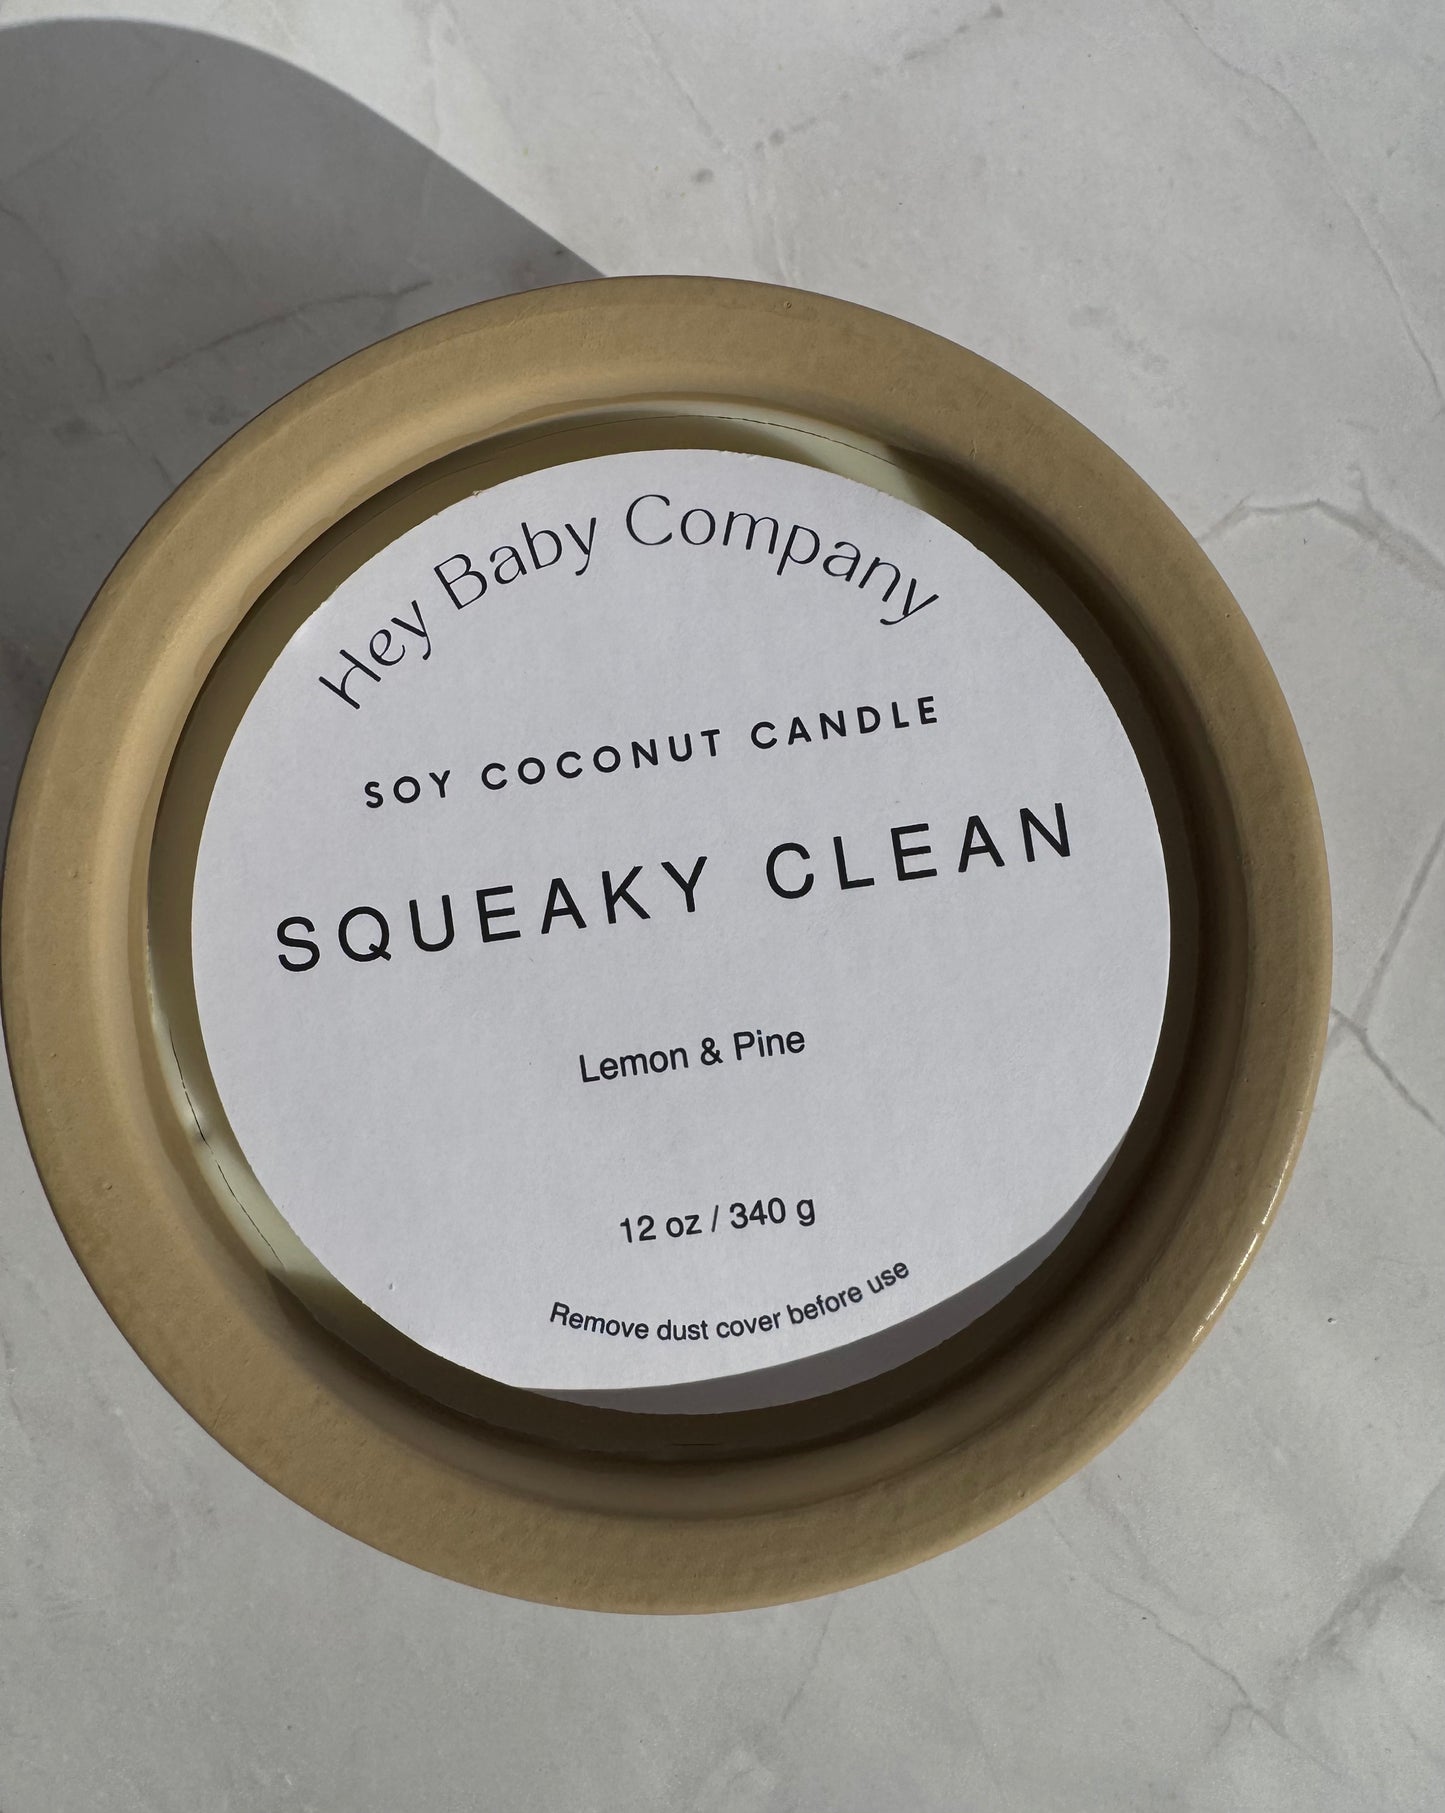 Hey Baby Company
SOY COCONUT CANDLE
SQUEAKY CLEAN
Lemon & Pine
12 oz / 340 g
Remove dust cover before use